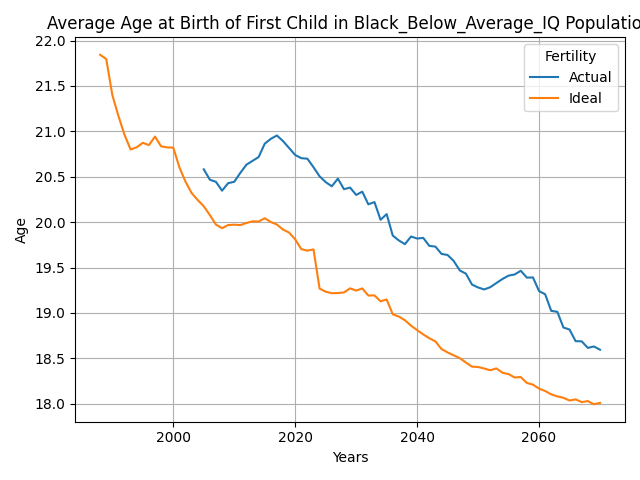 Average Age at Birth of First Child in Black_Below_Average_IQ Populatio
22.0
21.5
21.0
20.5
20.0
19.5
19.0
18.5
18.0
Age
Fertility
Actual
Ideal
2000
2020
2040
2060
Years